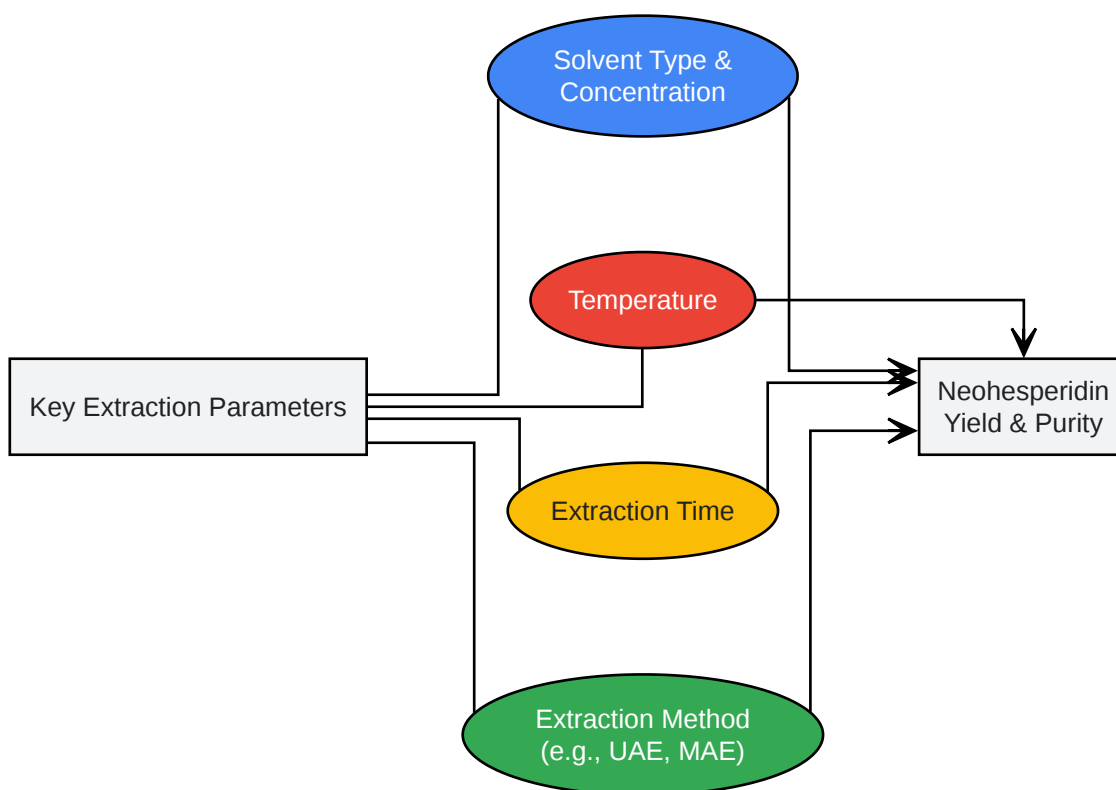 Solvent Type &
Concentration
Temperature
Key Extraction Parameters
Neohesperidin
Yield & Purity
Extraction Time
Extraction Method
(e.g., UAE, MAE)